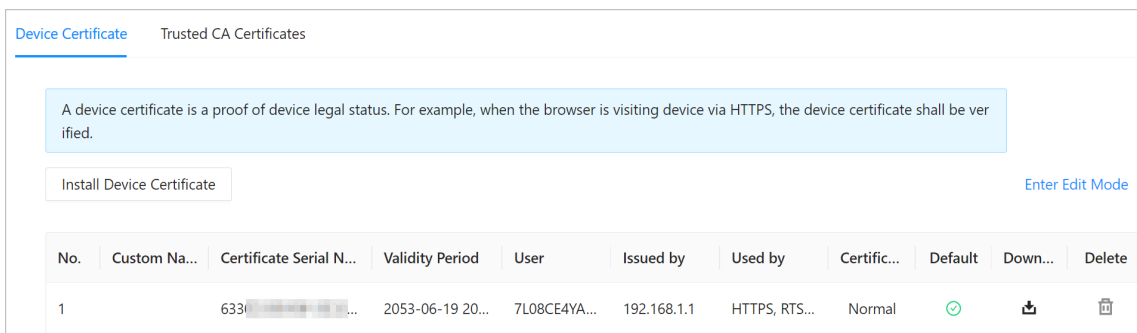 Device Certificate Trusted CA Certificates
A device certificate is a proof of device legal status. For example, when the browser is visiting device via HTTPS, the device certificate shall be ver
ified.
Install Device Certificate Enter Edit Mode
No. Custom Na... Certificate Serial N... Validity Period User Issued by Used by Certific... Default Down... Delete
1 ... 2053-06-19 20... 7L08CE4YA... 192.168.1.1 HTTPS, RTS... Normal